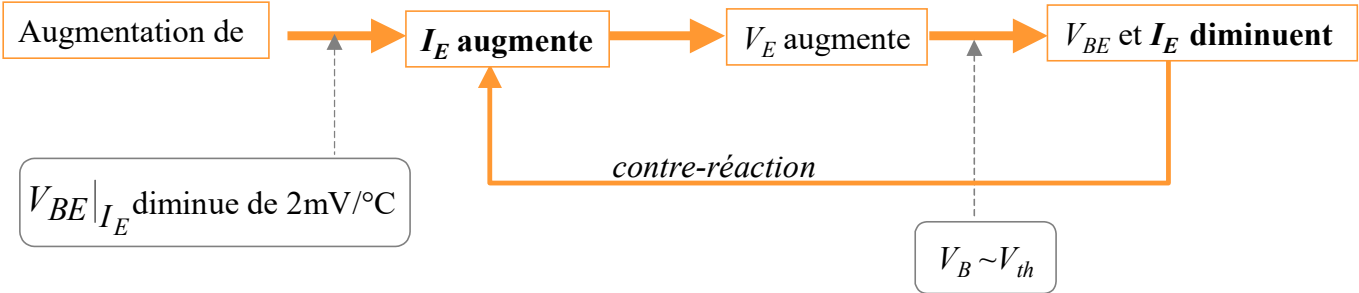 Augmentation de
I_E augmente
V_E augmente
V_BE et I_E diminuent
contre-réaction
V_BE|_I_E diminue de 2mV/°C
V_B ~V_th